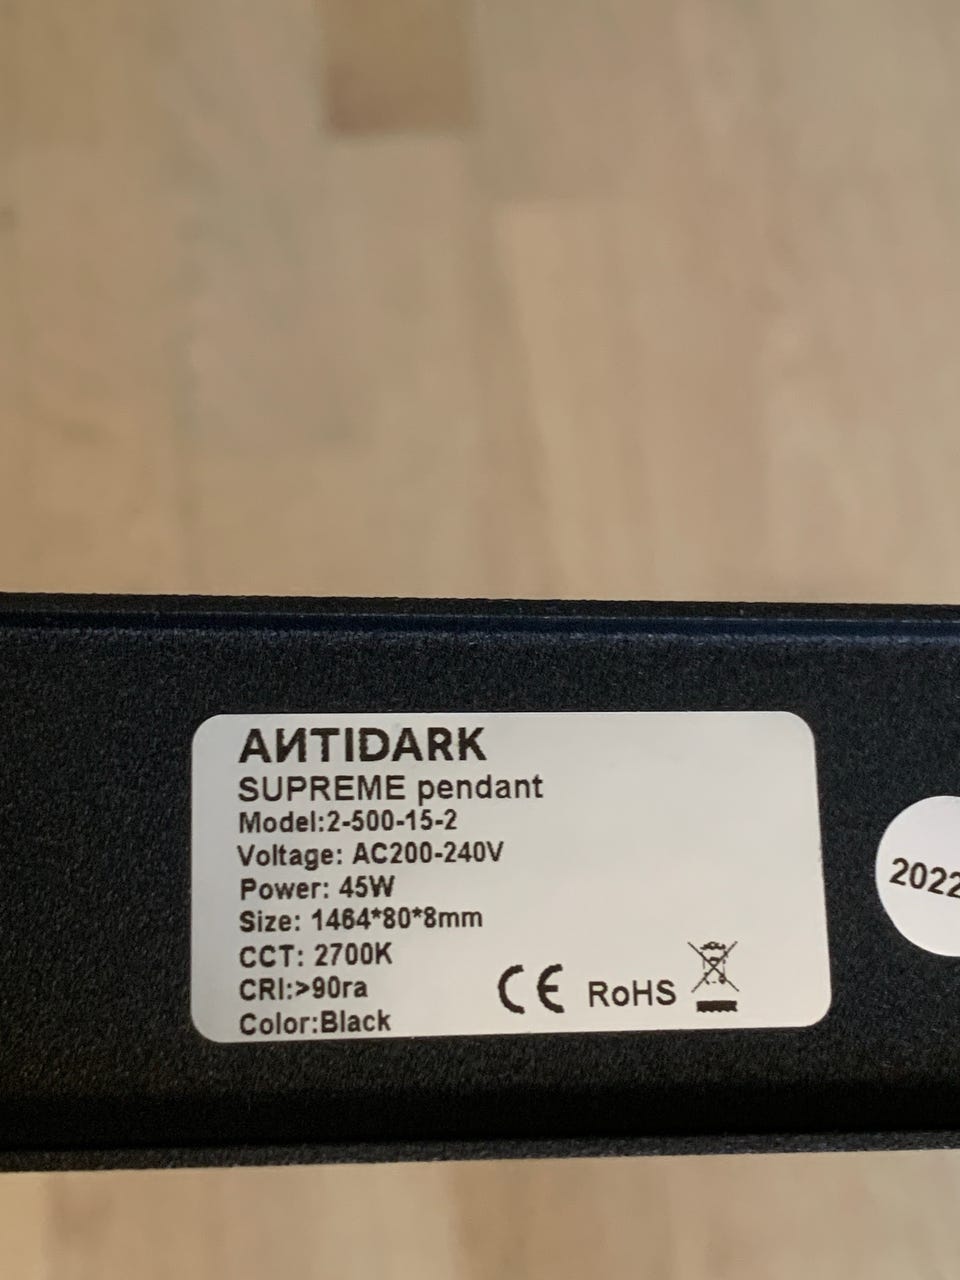 ANTIDARK
SUPREME pendant
Model:2-500-15-2
Voltage: AC200-240V
Power: 45W
Size: 1464*80*8mm
CCT: 2700K
CRI:>90ra
Color:Black
CE RoHS
2022